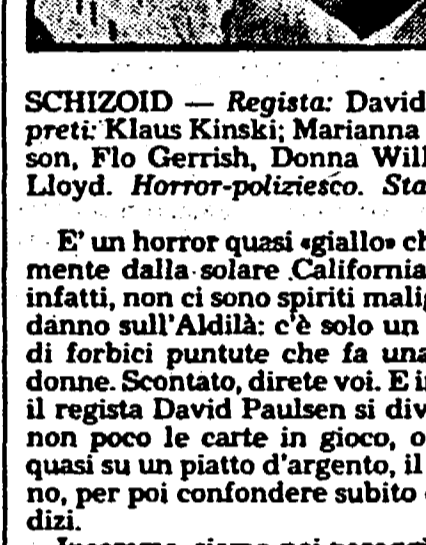 SCHIZOID — Regista: David
preti: Klaus Kinski; Marianna
son, Flo Gerrish, Donna Will
Lloyd. Horror-poliziesco. Sta
E' un horror quasi «giallo» ch
mente dalla solare California
infatti, non ci sono spiriti malig
danno sull'Aldilà: c'è solo un
di forbici puntute che fa una
donne. Scontato, direte voi. E in
il regista David Paulsen si div
non poco le carte in gioco, o
quasi su un piatto d'argento, il
no, per poi confondere subito
dizi.